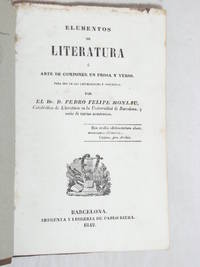 ELEMENTOS
DE
LITERATURA
Ó
ARTE DE COMPONER EN PROSA Y VERSO.
PARA USO DE LAS UNIVERSIDADES É INSTITUTOS.
POR
EL Dr. D. PEDRO FELIPE MONLAU,
Catedrático de Literatura en la Universidad de Barcelona, y
socio de varias académicas.
BARCELONA.
IMPRENTA Y LIBRERIA DE PABLO RIERA.
1842.